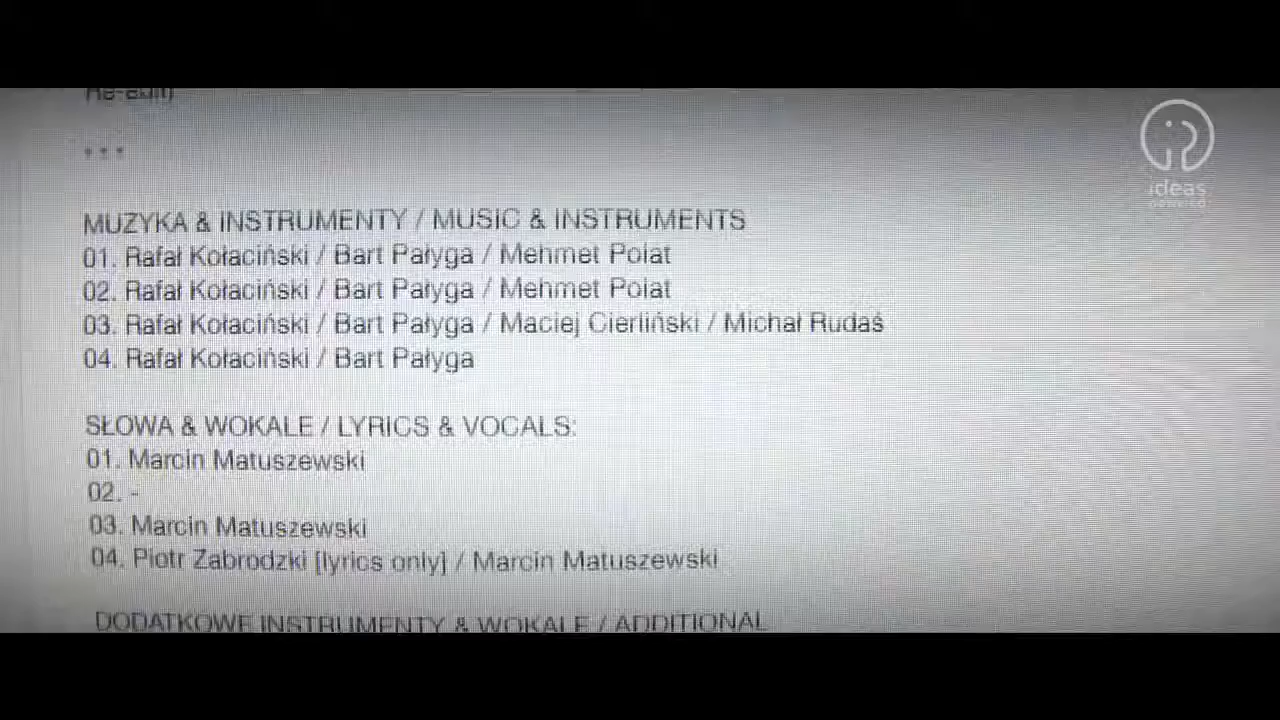 Re-edit)
***
MUZYKA & INSTRUMENTY / MUSIC & INSTRUMENTS
01. Rafał Kołaciński / Bart Pałyga / Mehmet Polat
02. Rafał Kołaciński / Bart Pałyga / Mehmet Polat
03. Rafał Kołaciński / Bart Pałyga / Maciej Cierliński / Michał Rudaś
04. Rafał Kołaciński / Bart Pałyga
SŁOWA & WOKALE / LYRICS & VOCALS:
01. Marcin Matuszewski
02. -
03. Marcin Matuszewski
04. Piotr Zabrodzki [lyrics only] / Marcin Matuszewski
DODATKOWE INSTRUMENTY & WOKALE / ADDITIONAL
ideas